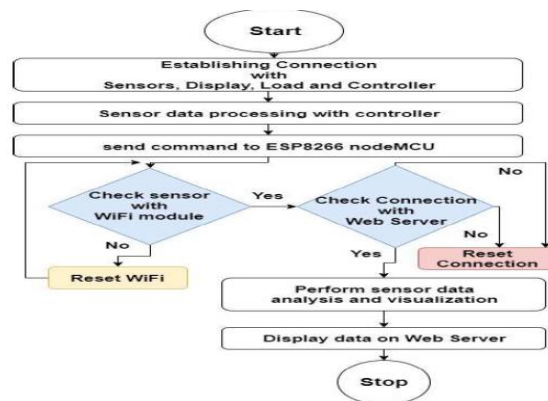 Start
Establishing Connection
with
Sensors, Display, Load and Controller
Sensor data processing with controller
send command to ESP8266 nodeMCU
No
Check sensor
with
WiFi module
Yes
Check Connection
with
Web Server
No
No
Yes
Reset WiFi
Reset
Connection
Perform sensor data
analysis and visualization
Display data on Web Server
Stop